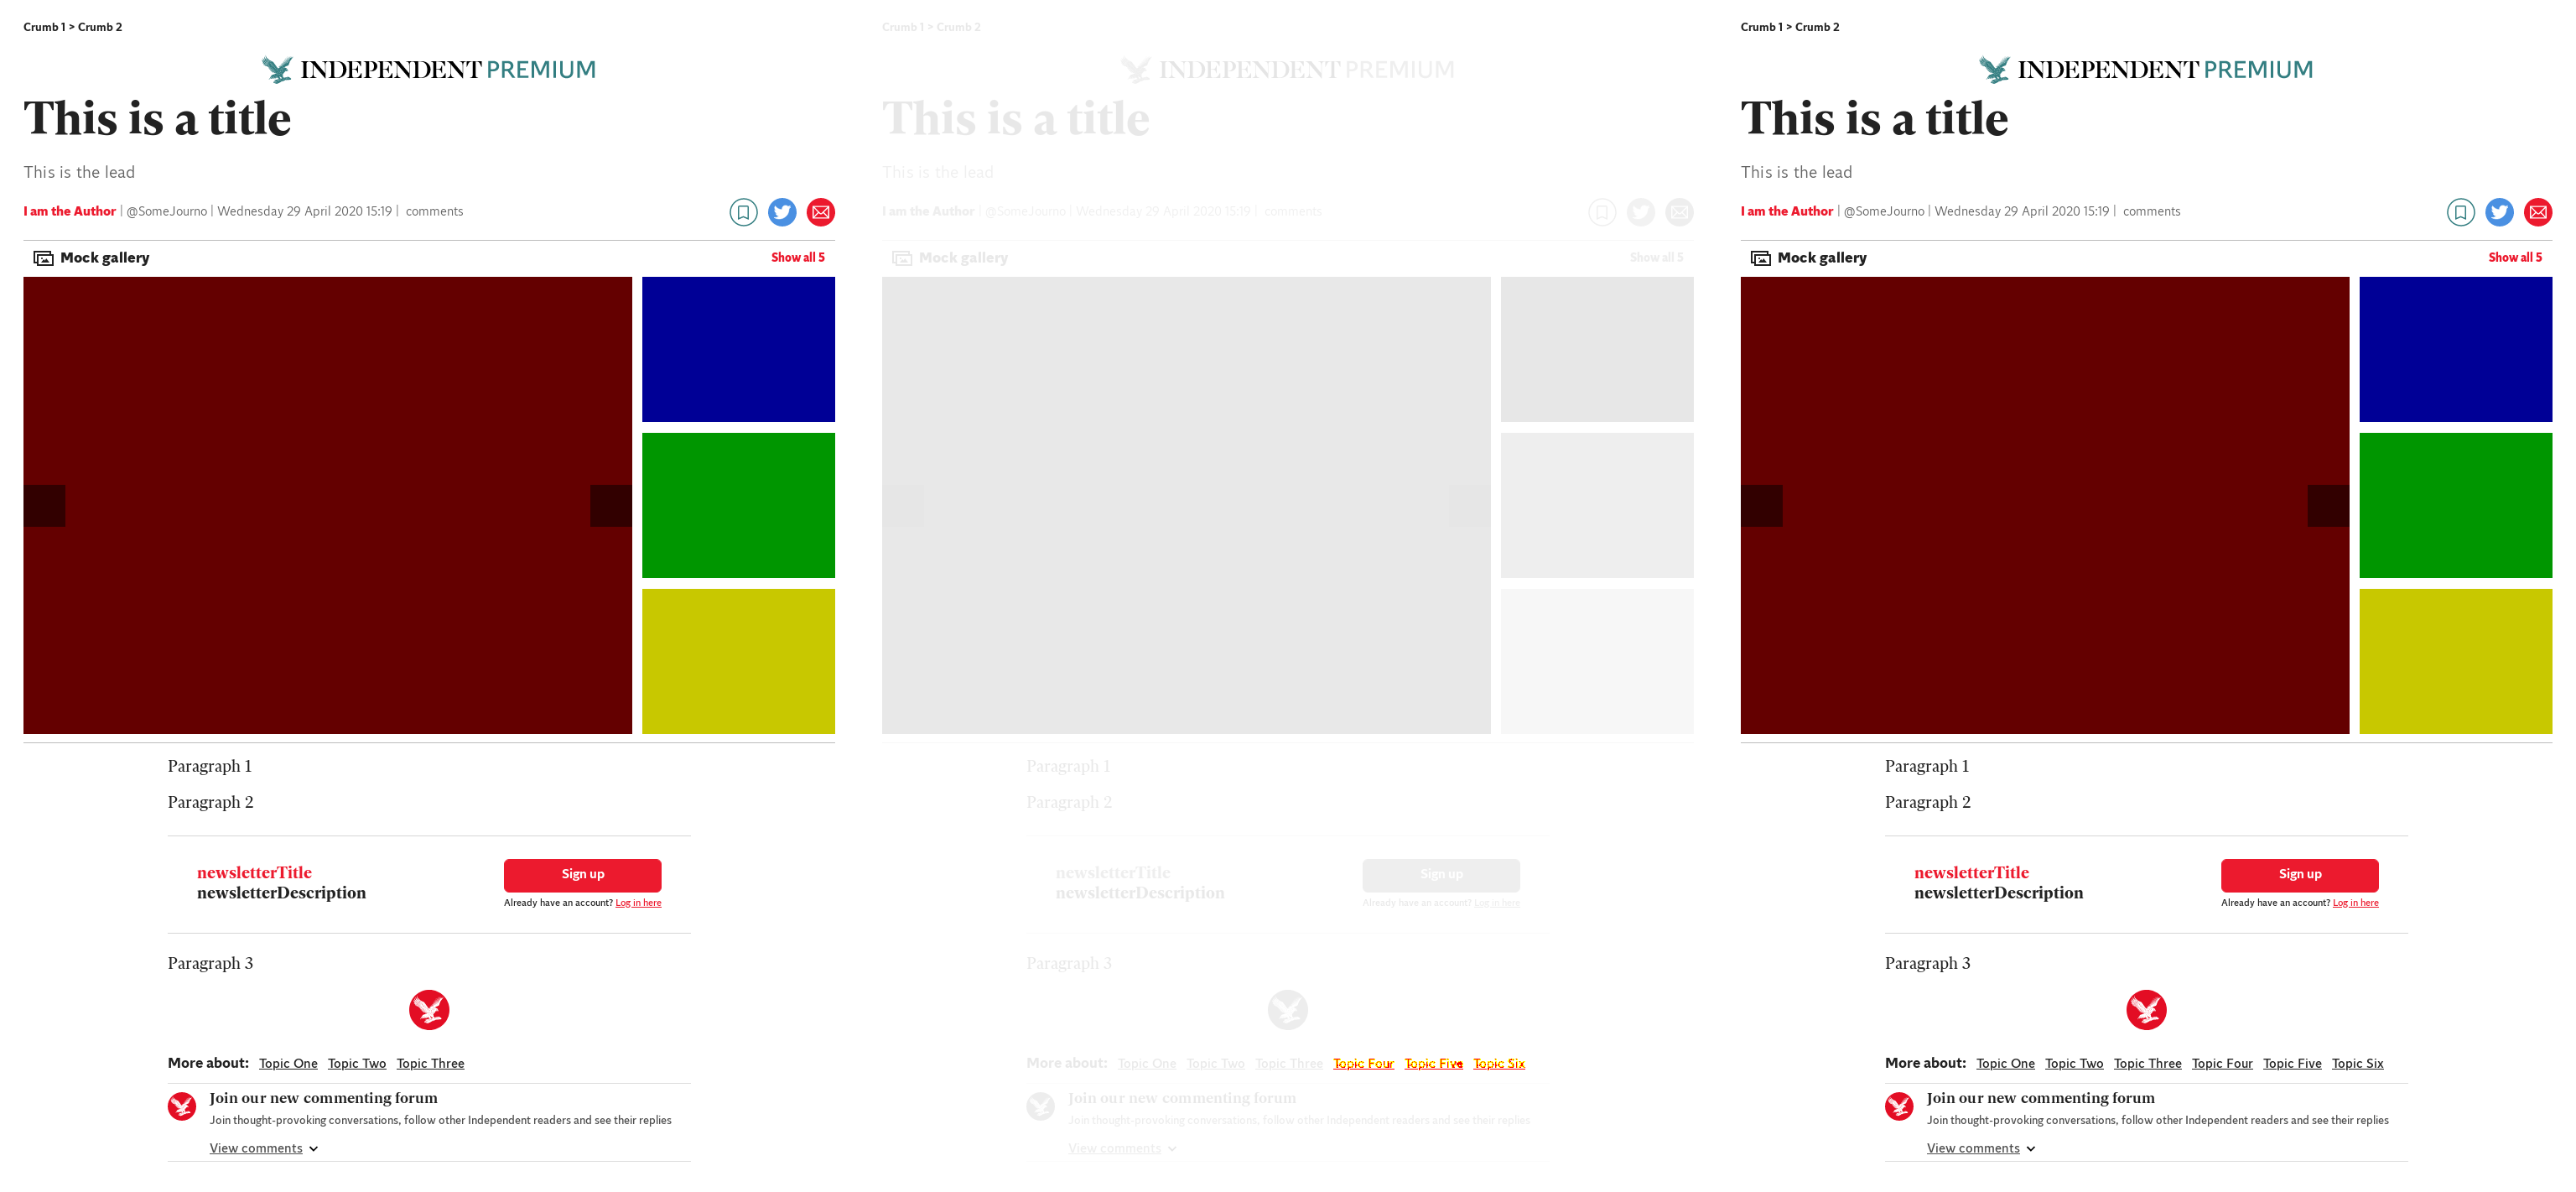 Crumb 1 > Crumb 2
INDEPENDENT PREMIUM
This is a title
This is the lead
I am the Author | @SomeJourno | Wednesday 29 April 2020 15:19 | comments
Mock gallery Show all 5
Paragraph 1
Paragraph 2
newsletterTitle
newsletterDescription
Sign up
Already have an account? Log in here
Paragraph 3
More about: Topic One Topic Two Topic Three
Join our new commenting forum
Join thought-provoking conversations, follow other Independent readers and see their replies
View comments
Crumb 1 > Crumb 2
INDEPENDENT PREMIUM
This is a title
This is the lead
I am the Author | @SomeJourno | Wednesday 29 April 2020 15:19 | comments
Mock gallery Show all 5
Paragraph 1
Paragraph 2
newsletterTitle
newsletterDescription
Sign up
Already have an account? Log in here
Paragraph 3
More about: Topic One Topic Two Topic Three Topic Four Topic Five Topic Six
Join our new commenting forum
Join thought-provoking conversations, follow other Independent readers and see their replies
View comments
Crumb 1 > Crumb 2
INDEPENDENT PREMIUM
This is a title
This is the lead
I am the Author | @SomeJourno | Wednesday 29 April 2020 15:19 | comments
Mock gallery Show all 5
Paragraph 1
Paragraph 2
newsletterTitle
newsletterDescription
Sign up
Already have an account? Log in here
Paragraph 3
More about: Topic One Topic Two Topic Three Topic Four Topic Five Topic Six
Join our new commenting forum
Join thought-provoking conversations, follow other Independent readers and see their replies
View comments